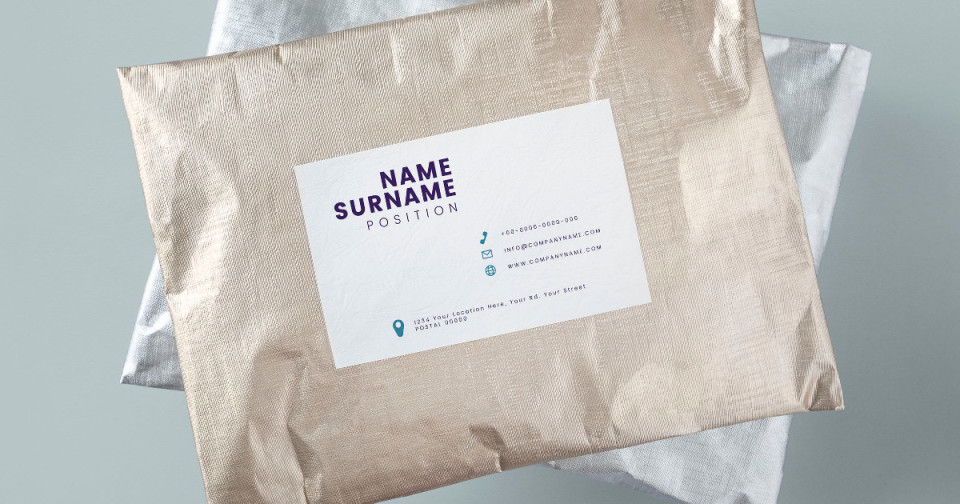 NAME
SURNAME
POSITION
+00-0000-0000-000
INFO@COMPANYNAME.COM
WWW.COMPANYNAME.COM
1234 Your Location Here, Your Rd, Your Street
POSTAL 00000